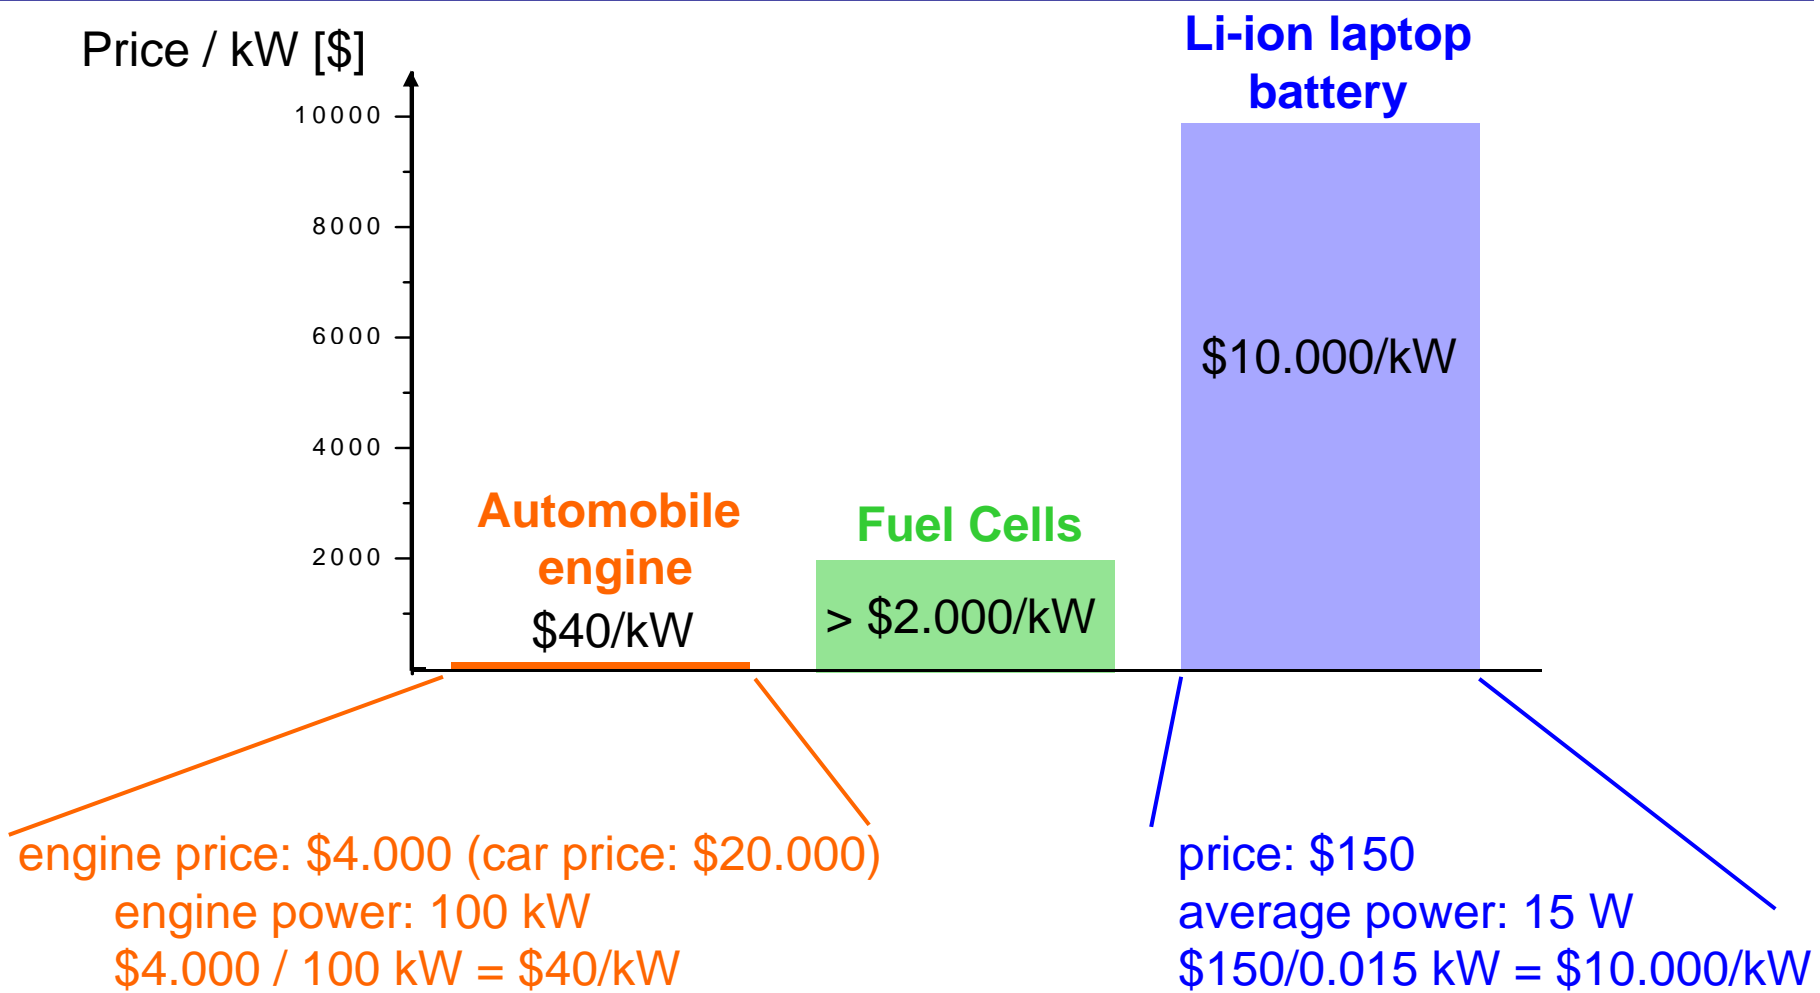 Price / kW [$]
10000
8000
6000
4000
2000
Automobile
engine
$40/kW
Fuel Cells
> $2.000/kW
Li-ion laptop
battery
$10.000/kW
engine price: $4.000 (car price: $20.000)
engine power: 100 kW
$4.000 / 100 kW = $40/kW
price: $150
average power: 15 W
$150/0.015 kW = $10.000/kW